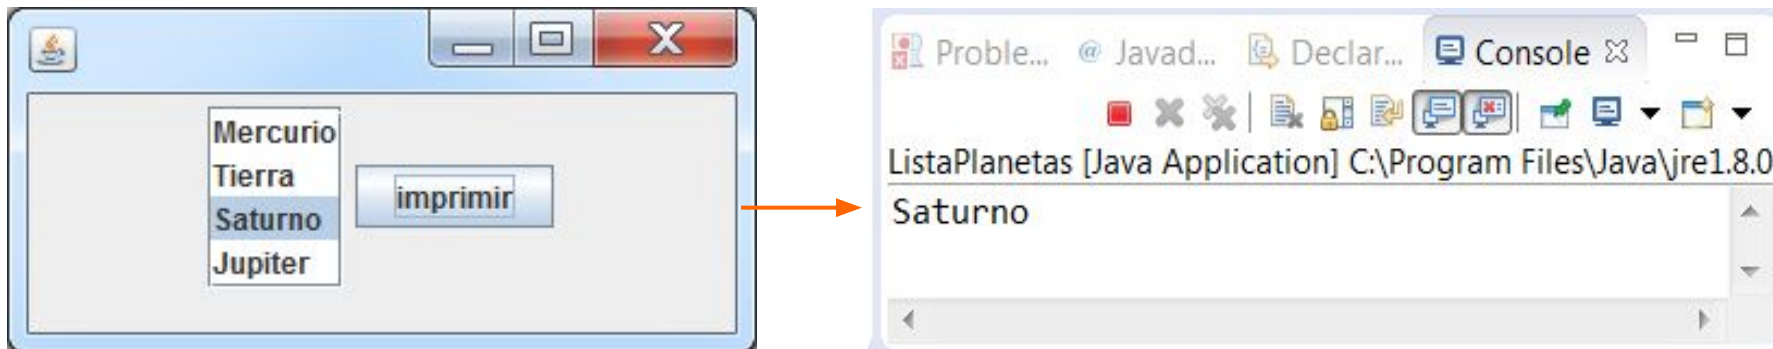 Mercurio
Tierra
Saturno
Jupiter
imprimir
Proble... @ Javad... Declar... Console
ListaPlanetas [Java Application] C:\Program Files\Java\jre1.8.0
Saturno